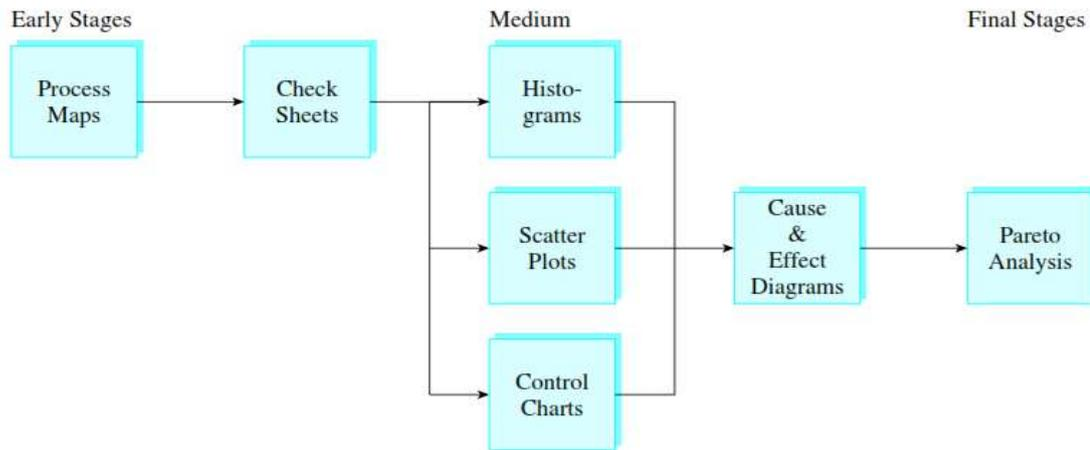 Early Stages
Medium
Final Stages
Process
Maps
Check
Sheets
Histo-
grams
Scatter
Plots
Control
Charts
Cause
&
Effect
Diagrams
Pareto
Analysis